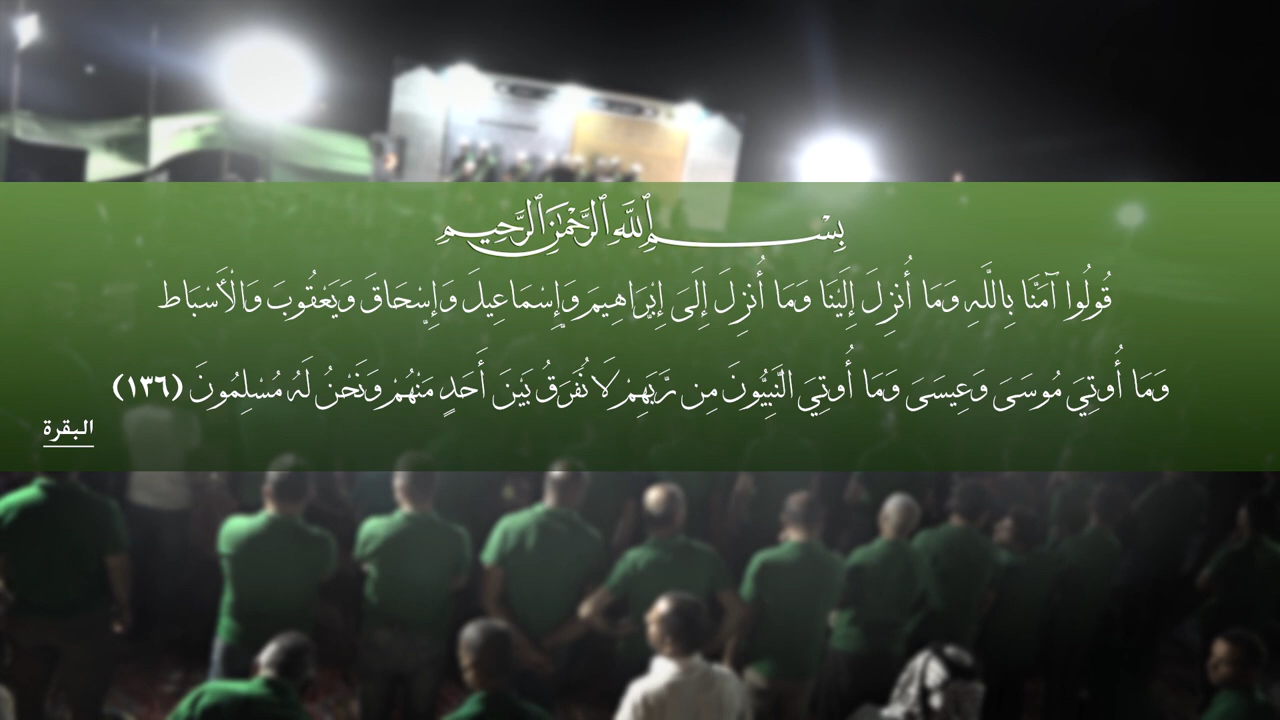 بِسْمِ ٱللَّهِ ٱلرَّحْمَٰنِ ٱلرَّحِيمِ
قُولُوا آمَنَّا بِاللَّهِ وَمَا أُنزِلَ إِلَيْنَا وَمَا أُنزِلَ إِلَى إِبْرَاهِيمَ وَإِسْمَاعِيلَ وَإِسْحَاقَ وَيَعْقُوبَ وَالْأَسْبَاطِ
وَمَا أُوتِيَ مُوسَى وَعِيسَى وَمَا أُوتِيَ النَّبِيُّونَ مِن رَّبِّهِمْ لَا نُفَرِّقُ بَيْنَ أَحَدٍ مِّنْهُمْ وَنَحْنُ لَهُ مُسْلِمُونَ (١٣٦)
البقرة